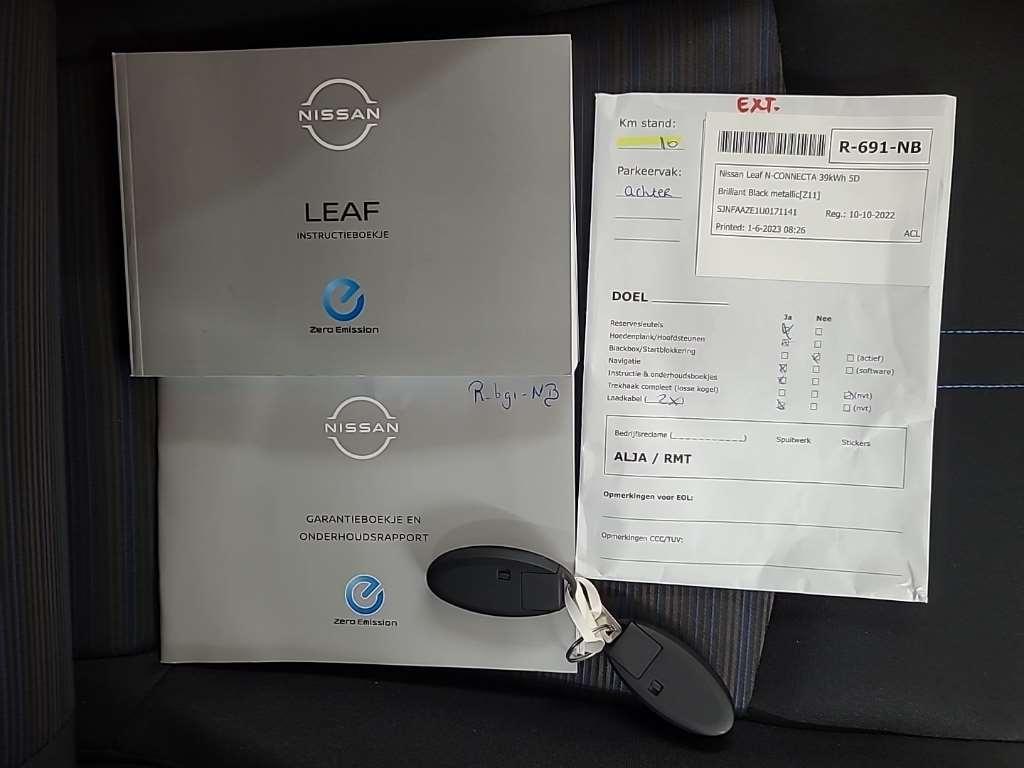 NISSAN
LEAF
INSTRUCTIEBOEKJE
Zero Emission
R-691-NB
NISSAN
GARANTIEBOEKJE EN
ONDERHOUDSRAPPORT
Zero Emission
EXT.
Km stand:
10
Parkeervak:
achter
R-691-NB
Nissan Leaf N-CONNECTA 39kWh 5D
Brilliant Black metallic[Z11]
SJNFAAZE1U0171141 Reg.: 10-10-2022
Printed: 1-6-2023 08:26 ACL
DOEL
Ja Nee
Reservesleutels
Hoedenplank/Hoofdsteunen
Blackbox/Startblokkering (actief)
Navigatie (software)
Instructie & onderhoudsboekjes
Trekhaak compleet (losse kogel) (nvt)
Laadkabel ( 2x ) (nvt)
Bedrijfsreclame (____________) Spuitwerk Stickers
ALJA / RMT
Opmerkingen voor EOL:
Opmerkingen CCC/TUV: